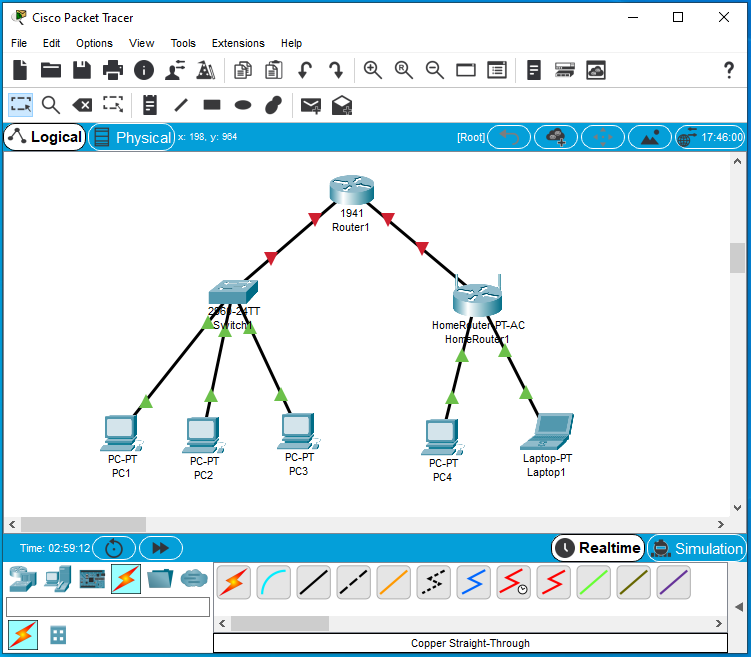 Cisco Packet Tracer
File Edit Options View Tools Extensions Help
?
Logical Physical x: 198, y: 964 [Root] 17:46:00
1941
Router1
2960-24TT
Switch1
HomeRouter-PT-AC
HomeRouter1
PC-PT
PC1
PC-PT
PC2
PC-PT
PC3
PC-PT
PC4
Laptop-PT
Laptop1
Time: 02:59:12 Realtime Simulation
Copper Straight-Through